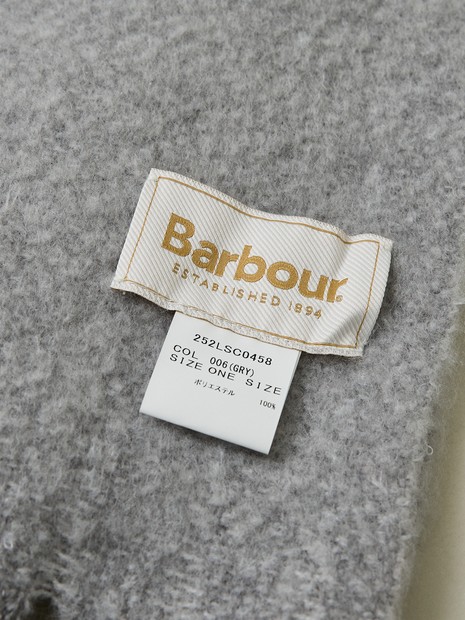 Barbour
ESTABLISHED 1894
252LSC0458
COL 006(GRY)
SIZE ONE SIZE
ポリエステル 100%